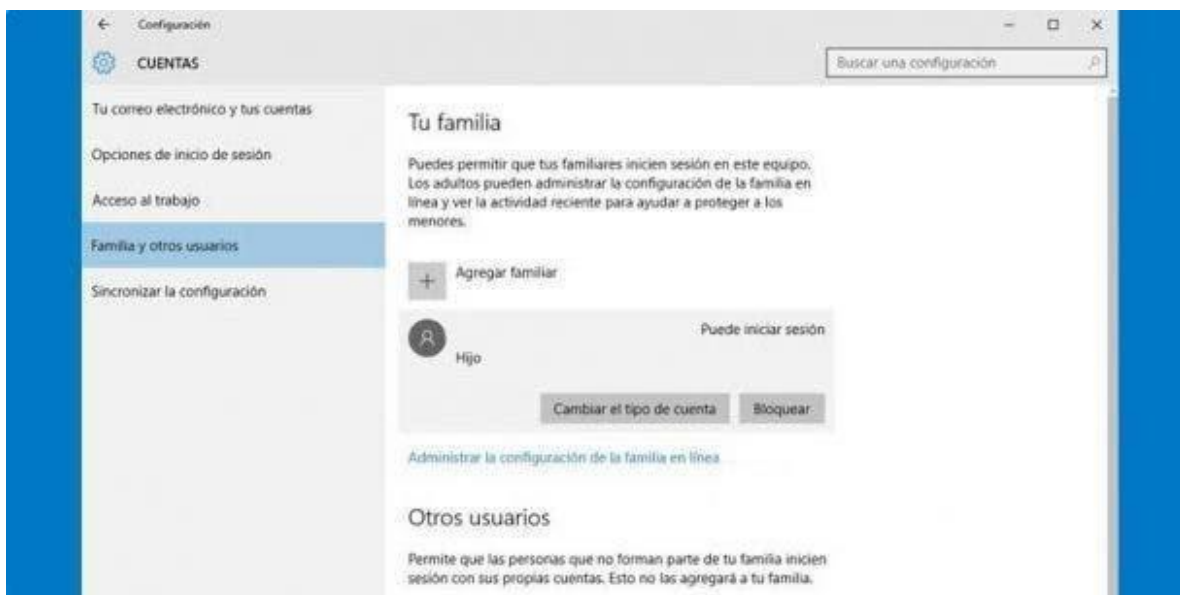 Configuración
CUENTAS
Buscar una configuración
Tu correo electrónico y tus cuentas
Opciones de inicio de sesión
Acceso al trabajo
Familia y otros usuarios
Sincronizar la configuración
Tu familia
Puedes permitir que tus familiares inicien sesión en este equipo.
Los adultos pueden administrar la configuración de la familia en
línea y ver la actividad reciente para ayudar a proteger a los
menores.
Agregar familiar
Puede iniciar sesión
Hijo
Cambiar el tipo de cuenta Bloquear
Administrar la configuración de la familia en línea
Otros usuarios
Permite que las personas que no forman parte de tu familia inicien
sesión con sus propias cuentas. Esto no las agregará a tu familia.